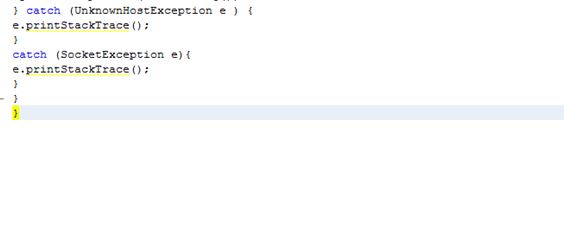 } catch (UnknownHostException e ) {
e.printStackTrace();
}
catch (SocketException e){
e.printStackTrace();
}
}
}